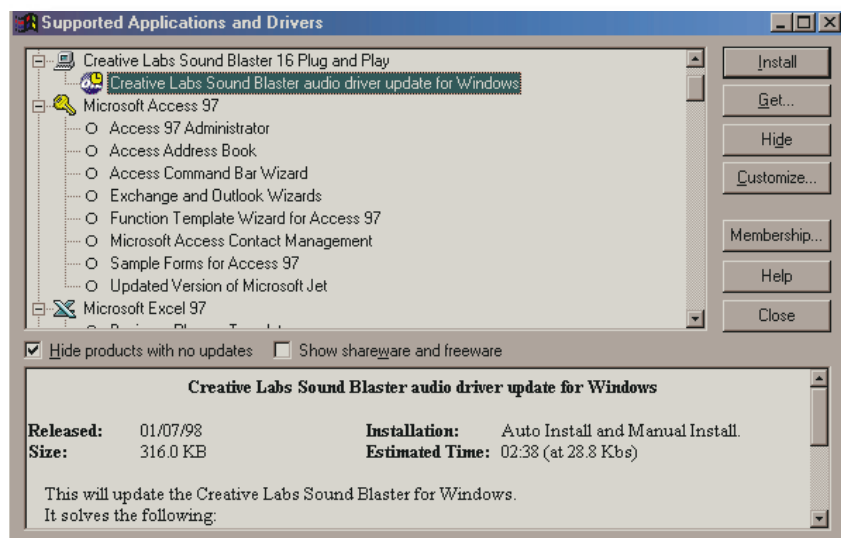 Supported Applications and Drivers
Creative Labs Sound Blaster 16 Plug and Play
Creative Labs Sound Blaster audio driver update for Windows
Microsoft Access 97
Access 97 Administrator
Access Address Book
Access Command Bar Wizard
Exchange and Outlook Wizards
Function Template Wizard for Access 97
Microsoft Access Contact Management
Sample Forms for Access 97
Updated Version of Microsoft Jet
Microsoft Excel 97
Install
Get...
Hide
Customize...
Membership...
Help
Close
Hide products with no updates Show shareware and freeware
Creative Labs Sound Blaster audio driver update for Windows
Released: 01/07/98 Installation: Auto Install and Manual Install.
Size: 316.0 KB Estimated Time: 02:38 (at 28.8 Kbs)
This will update the Creative Labs Sound Blaster for Windows.
It solves the following: